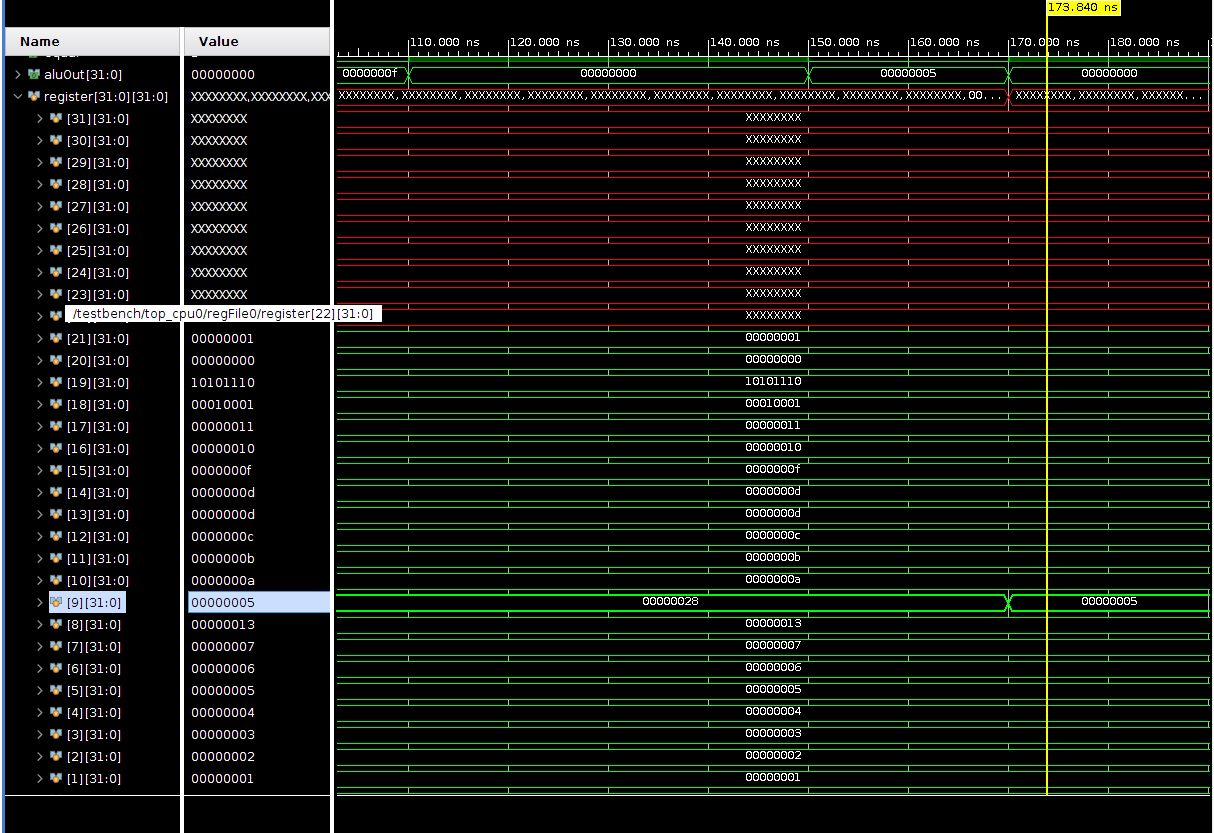 173.840 ns
Name Value
110.000 ns 120.000 ns 130.000 ns 140.000 ns 150.000 ns 160.000 ns 170.000 ns 180.000 ns
aluOut[31:0] 00000000 0000000f 00000000 00000005 00000000
register[31:0][31:0] XXXXXXXX,XXXXXXXX,XXX XXXXXXXX,XXXXXXXX,XXXXXXXX,XXXXXXXX,XXXXXXXX,XXXXXXXX,XXXXXXXX,XXXXXXXX,XXXXXXXX,XXXXXXXX,00... XXXXXXXX,XXXXXXXX,XXXXXX...
[31][31:0] XXXXXXXX XXXXXXXX
[30][31:0] XXXXXXXX XXXXXXXX
[29][31:0] XXXXXXXX XXXXXXXX
[28][31:0] XXXXXXXX XXXXXXXX
[27][31:0] XXXXXXXX XXXXXXXX
[26][31:0] XXXXXXXX XXXXXXXX
[25][31:0] XXXXXXXX XXXXXXXX
[24][31:0] XXXXXXXX XXXXXXXX
[23][31:0] XXXXXXXX XXXXXXXX
/testbench/top_cpu0/regFile0/register[22][31:0] XXXXXXXX
[21][31:0] 00000001 00000001
[20][31:0] 00000000 00000000
[19][31:0] 10101110 10101110
[18][31:0] 00010001 00010001
[17][31:0] 00000011 00000011
[16][31:0] 00000010 00000010
[15][31:0] 0000000f 0000000f
[14][31:0] 0000000d 0000000d
[13][31:0] 0000000d 0000000d
[12][31:0] 0000000c 0000000c
[11][31:0] 0000000b 0000000b
[10][31:0] 0000000a 0000000a
[9][31:0] 00000005 00000028 00000005
[8][31:0] 00000013 00000013
[7][31:0] 00000007 00000007
[6][31:0] 00000006 00000006
[5][31:0] 00000005 00000005
[4][31:0] 00000004 00000004
[3][31:0] 00000003 00000003
[2][31:0] 00000002 00000002
[1][31:0] 00000001 00000001